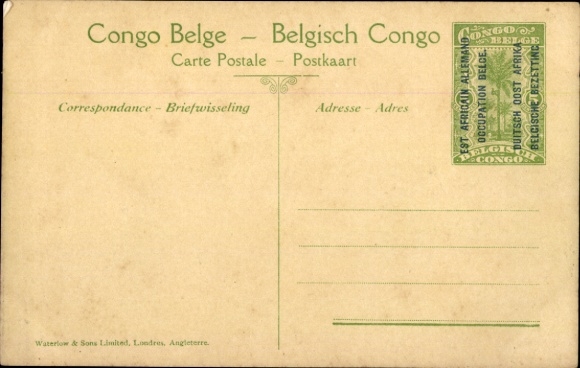 Congo Belge – Belgisch Congo
Carte Postale – Postkaart
Correspondance - Briefwisseling
Adresse - Adres
CONGO
BELGE
EST AFRICAIN ALLEMAND
OCCUPATION BELGE.
DUITSCH OOST AFRIKA
BELGISCHE BEZETTING
BELGISCH
CONGO
Waterlow & Sons Limited, Londres, Angleterre.